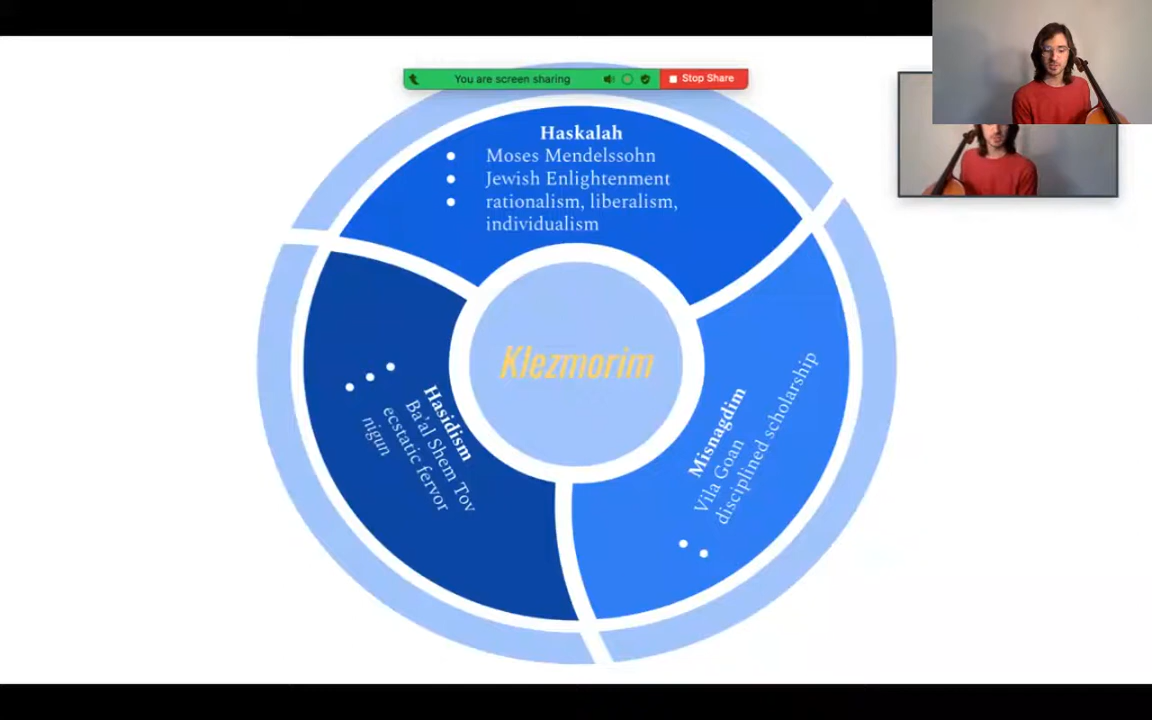 You are screen sharing
Stop Share
Haskalah
Moses Mendelssohn
Jewish Enlightenment
rationalism, liberalism,
individualism
Klezmorim
Hasidism
Ba'al Shem Tov
ecstatic fervor
nigun
Misnagdim
Vila Goan
disciplined scholarship